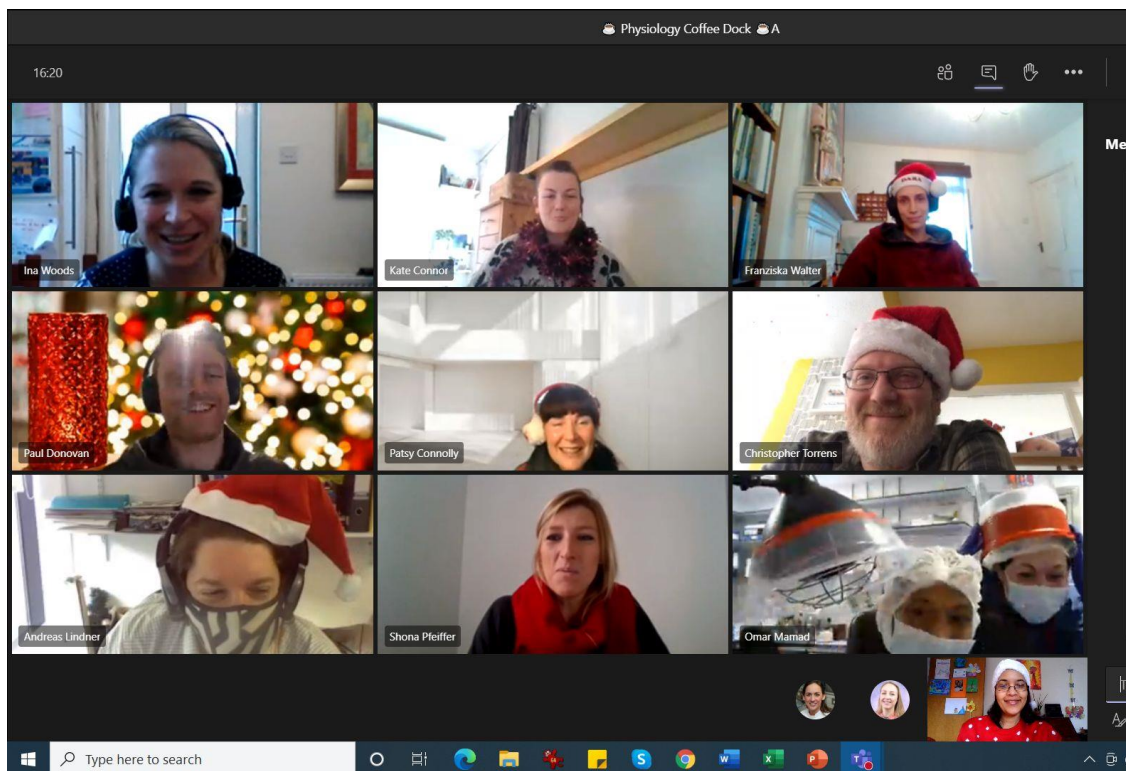 ☕ Physiology Coffee Dock ☕A
16:20
Me
Ina Woods
Kate Connor
Franziska Walter
Paul Donovan
Patsy Connolly
Christopher Torrens
Andreas Lindner
Shona Pfeiffer
Omar Mamad
Type here to search